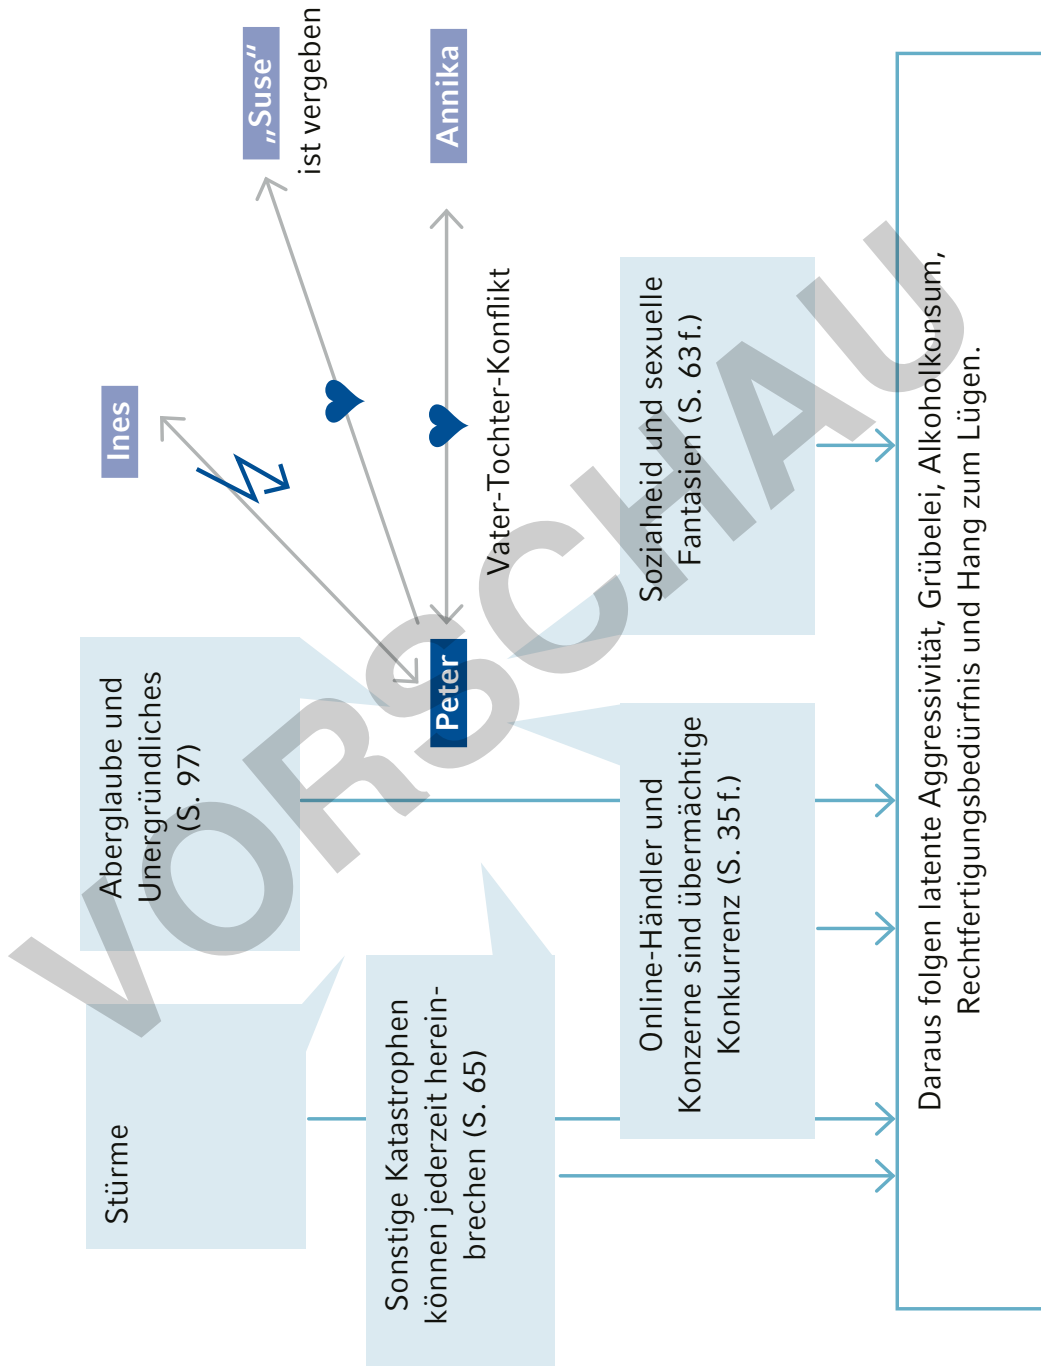 Stürme
Aberglaube und
Unergründliches
(S. 97)
Ines
„Suse“
ist vergeben
Sonstige Katastrophen
können jederzeit herein-
brechen (S. 65)
Peter
Annika
Vater-Tochter-Konflikt
Online-Händler und
Konzerne sind übermächtige
Konkurrenz (S. 35 f.)
Sozialneid und sexuelle
Fantasien (S. 63 f.)
Daraus folgen latente Aggressivität, Grübelei, Alkoholkonsum,
Rechtfertigungsbedürfnis und Hang zum Lügen.
VORSCHAU